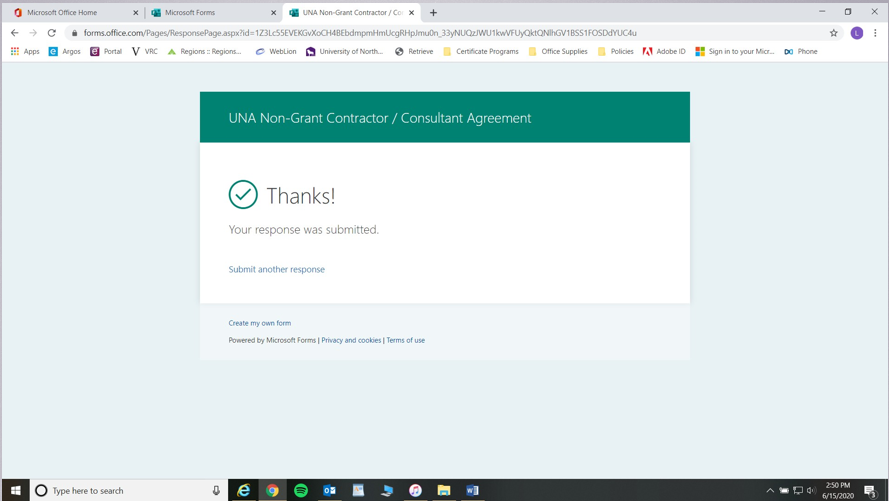 Microsoft Office Home
Microsoft Forms
UNA Non-Grant Contractor / Co
forms.office.com/Pages/ResponsePage.aspx?id=1Z3Lc55EVEKGvXoCH4BEbdmpmHmUcgRHpJmu0n_33yNUQzJWU1kwVFUyQktQNlhGV1BSS1FOSDdYUC4u
L
Apps
Argos
Portal
VRC
Regions :: Regions...
WebLion
University of North...
Retrieve
Certificate Programs
Office Supplies
Policies
Adobe ID
Sign in to your Micr...
Phone
UNA Non-Grant Contractor / Consultant Agreement
Thanks!
Your response was submitted.
Submit another response
Create my own form
Powered by Microsoft Forms | Privacy and cookies | Terms of use
Type here to search
2:50 PM
6/15/2020
3